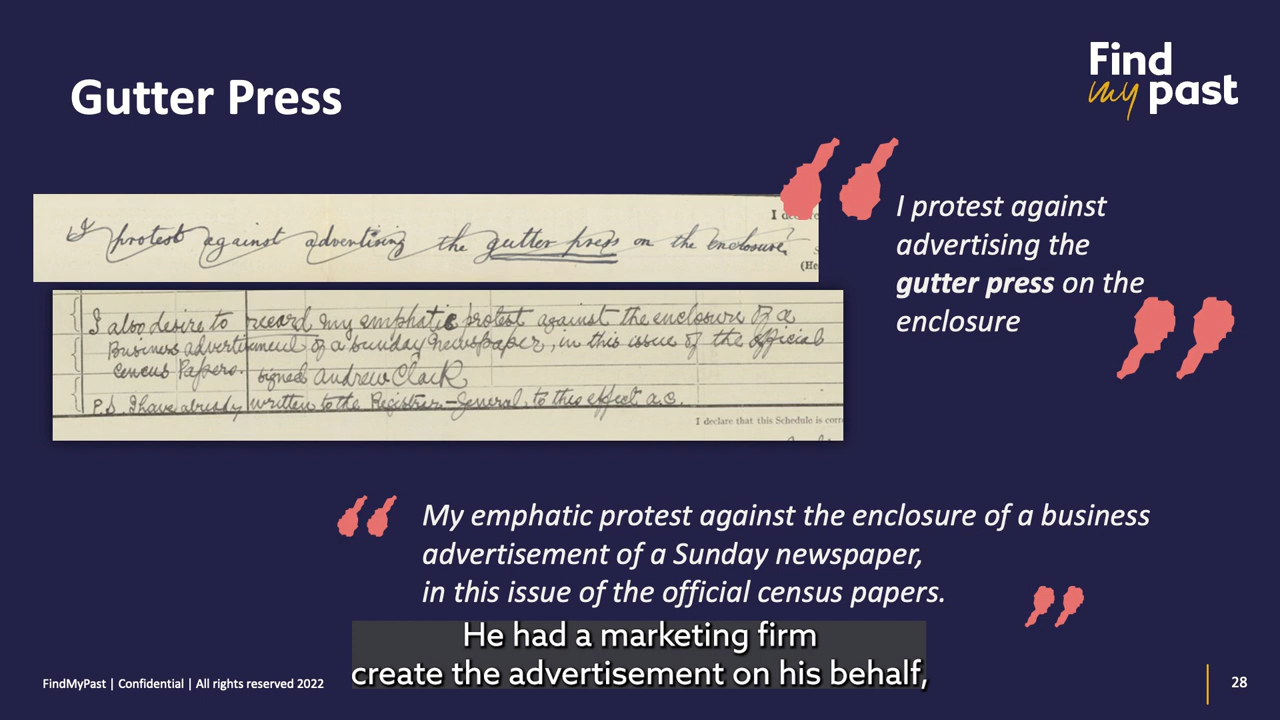 Gutter Press
Find
my past
I protest against advertising the gutter press on the enclosure
(He
I also desire to record my emphatic protest against the enclosure of a
Business advertisement of a Sunday newspaper, in this issue of the official
Census Papers. signed Andrew Clark
P.S. I have already written to the Registrar-General, to this effect A.C.
I declare that this Schedule is corr
“ I protest against
advertising the
gutter press on the
enclosure ”
“ My emphatic protest against the enclosure of a business
advertisement of a Sunday newspaper,
in this issue of the official census papers. ”
He had a marketing firm
create the advertisement on his behalf,
FindMyPast | Confidential | All rights reserved 2022
28